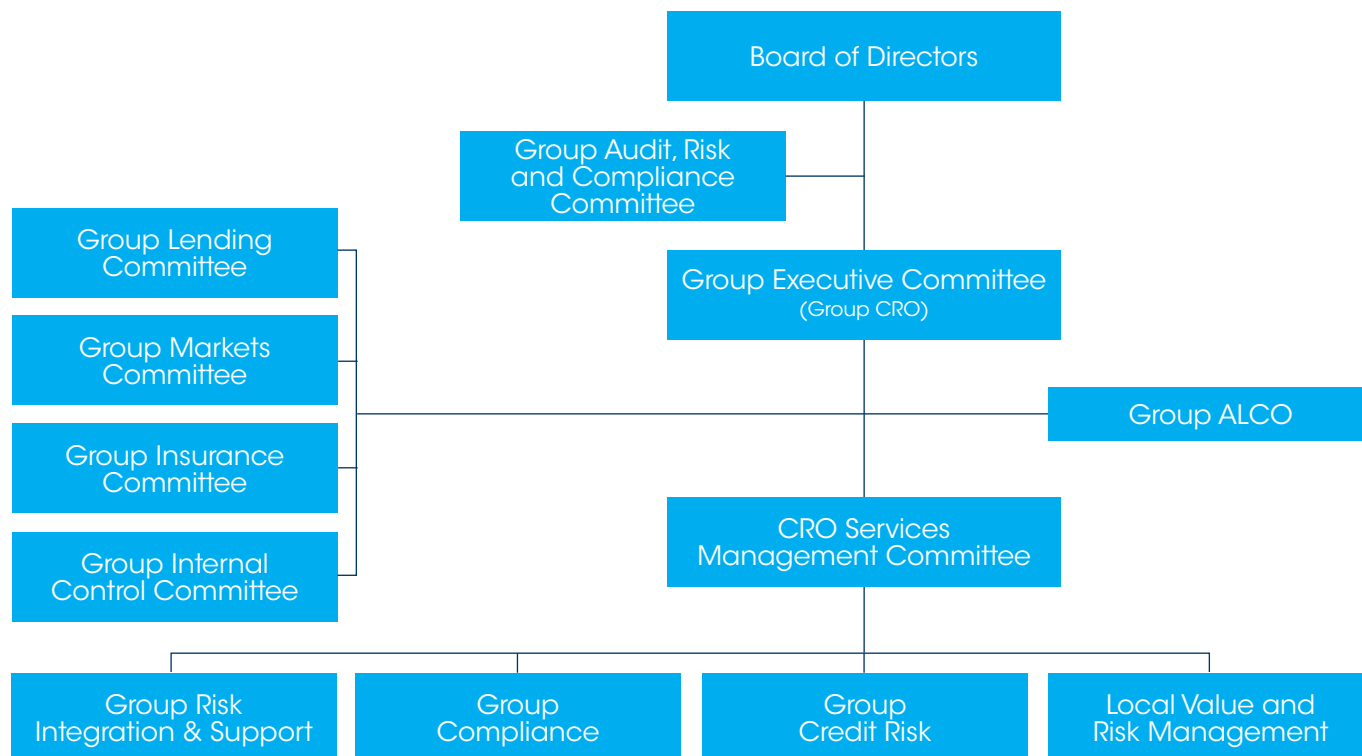 Board of Directors
Group Audit, Risk
and Compliance
Committee
Group Lending
Committee
Group Executive Committee
(Group CRO)
Group Markets
Committee
Group ALCO
Group Insurance
Committee
CRO Services
Management Committee
Group Internal
Control Committee
Group Risk
Integration & Support
Group
Compliance
Group
Credit Risk
Local Value and
Risk Management